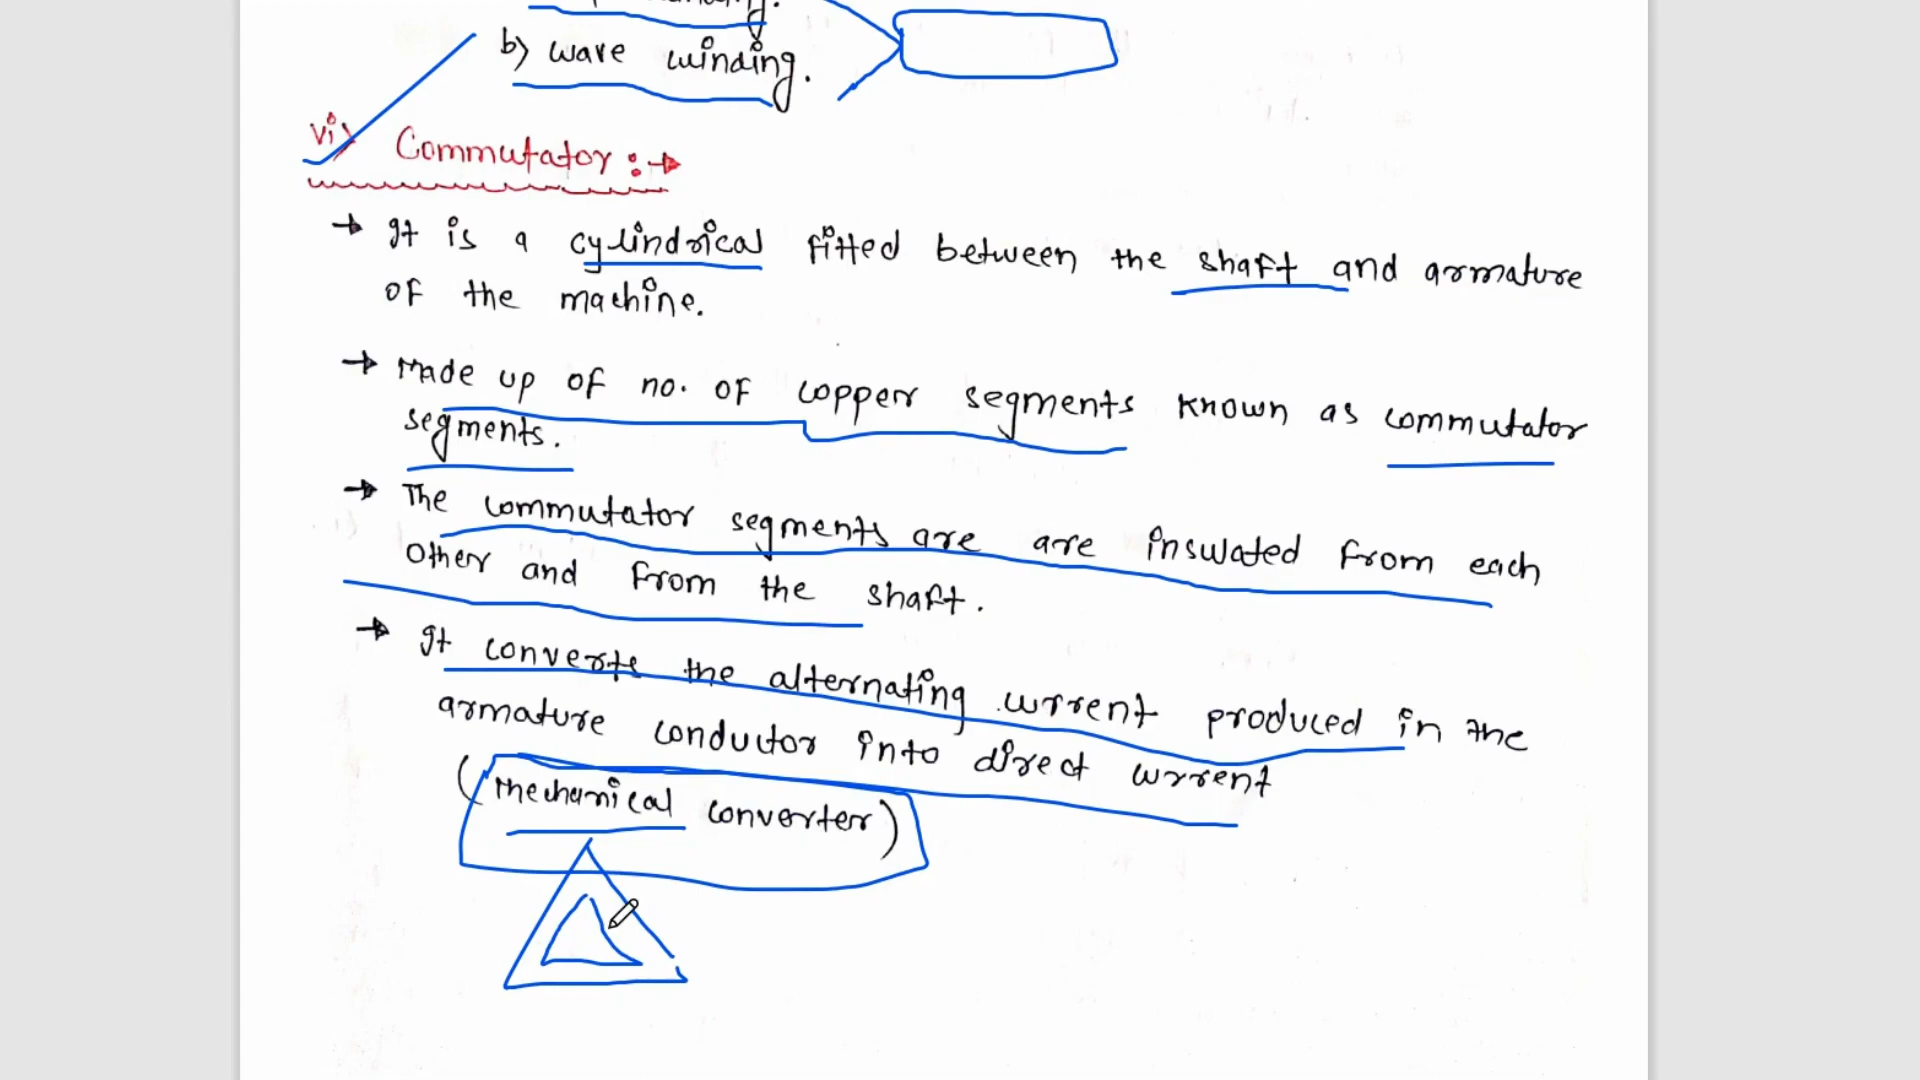 b) wave winding.
vi) Commutator :→
→ It is a cylindrical fitted between the shaft and armature
of the machine.
→ Made up of no. of copper segments known as commutator
segments.
→ The commutator segments are are insulated from each
other and from the shaft.
→ It converts the alternating current produced in the
armature conductor into direct current
(Mechanical converter)